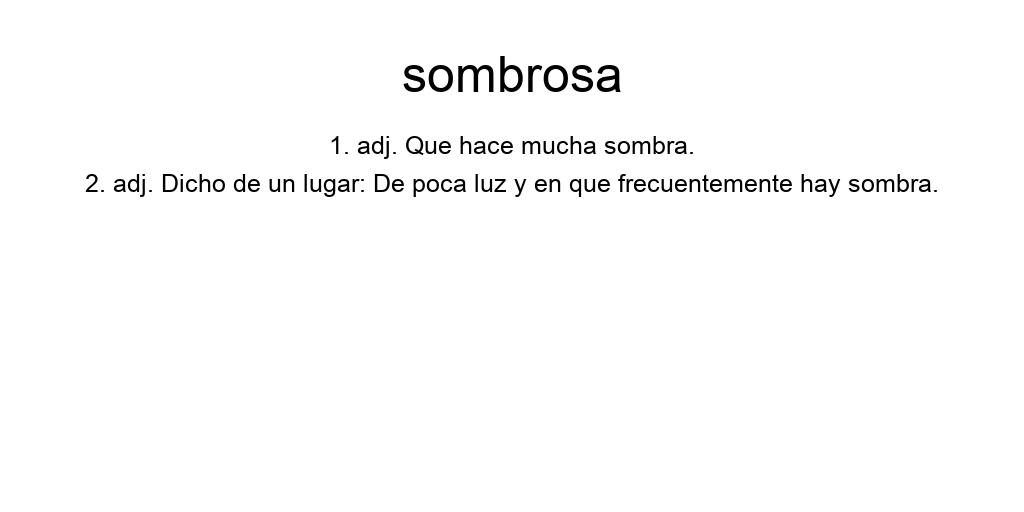 sombrosa
1. adj. Que hace mucha sombra.
2. adj. Dicho de un lugar: De poca luz y en que frecuentemente hay sombra.